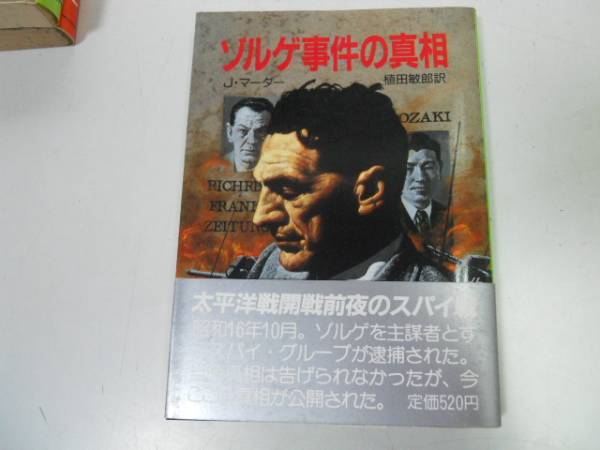 ソルゲ事件の真相
J・マーダー
植田敏郎訳
OZAKI
RICHRD
FRANK
ZEITUNG
太平洋戦開戦前夜のスパイ
昭和16年10月。ソルゲを主謀者とす
スパイ・グループが逮捕された。
真相は告げられなかったが、今
真相が公開された。
定価520円